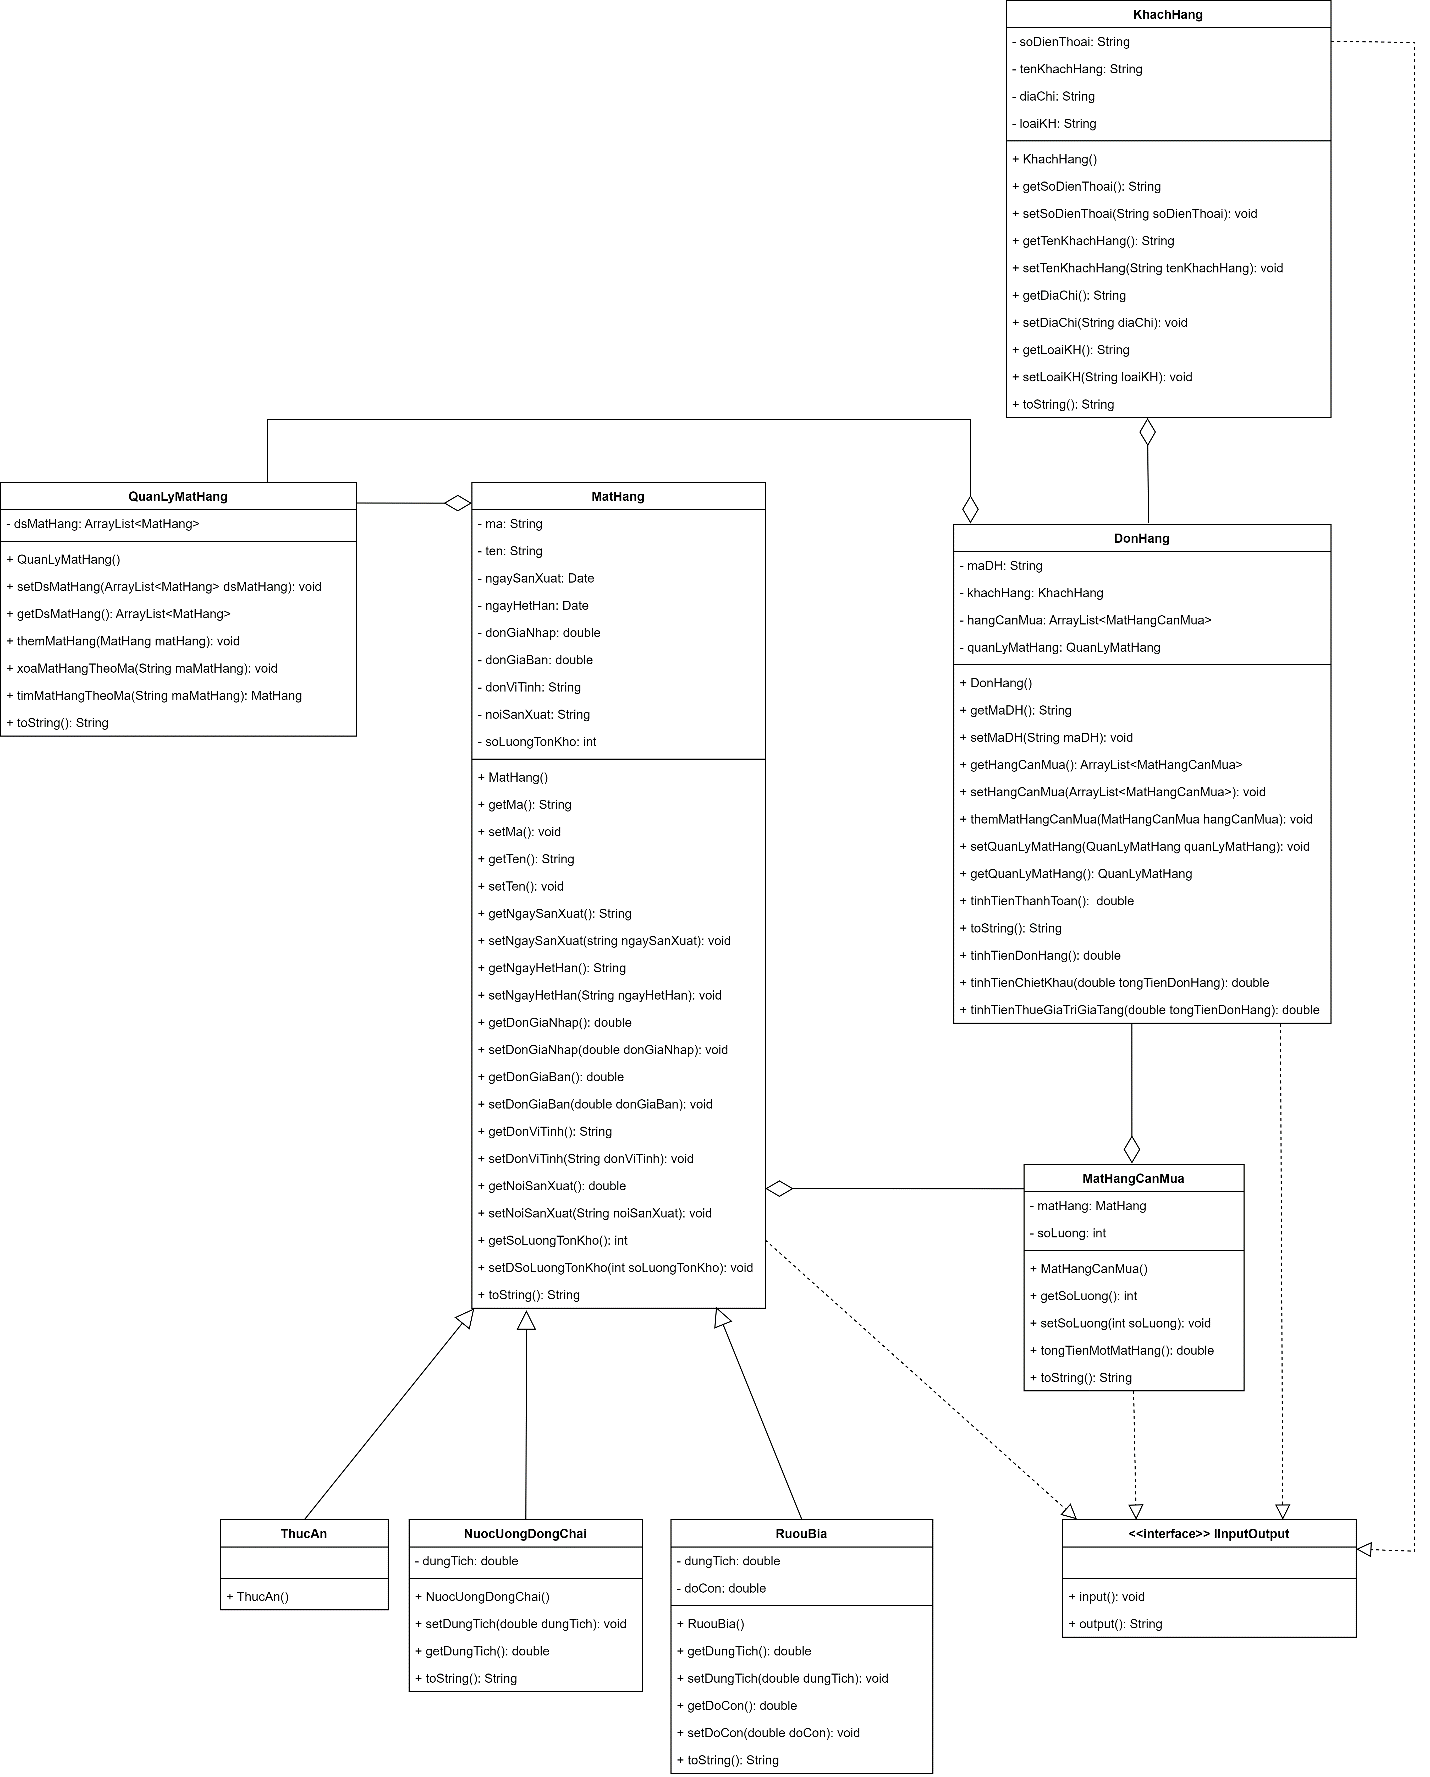 KhachHang
- soDienThoai: String
- tenKhachHang: String
- diaChi: String
- loaiKH: String
+ KhachHang()
+ getSoDienThoai(): String
+ setSoDienThoai(String soDienThoai): void
+ getTenKhachHang(): String
+ setTenKhachHang(String tenKhachHang): void
+ getDiaChi(): String
+ setDiaChi(String diaChi): void
+ getLoaiKH(): String
+ setLoaiKH(String loaiKH): void
+ toString(): String
QuanLyMatHang
- dsMatHang: ArrayList<MatHang>
+ QuanLyMatHang()
+ setDsMatHang(ArrayList<MatHang> dsMatHang): void
+ getDsMatHang(): ArrayList<MatHang>
+ themMatHang(MatHang matHang): void
+ xoaMatHangTheoMa(String maMatHang): void
+ timMatHangTheoMa(String maMatHang): MatHang
+ toString(): String
MatHang
- ma: String
- ten: String
- ngaySanXuat: Date
- ngayHetHan: Date
- donGiaNhap: double
- donGiaBan: double
- donViTinh: String
- noiSanXuat: String
- soLuongTonKho: int
+ MatHang()
+ getMa(): String
+ setMa(): void
+ getTen(): String
+ setTen(): void
+ getNgaySanXuat(): String
+ setNgaySanXuat(string ngaySanXuat): void
+ getNgayHetHan(): String
+ setNgayHetHan(String ngayHetHan): void
+ getDonGiaNhap(): double
+ setDonGiaNhap(double donGiaNhap): void
+ getDonGiaBan(): double
+ setDonGiaBan(double donGiaBan): void
+ getDonViTinh(): String
+ setDonViTinh(String donViTinh): void
+ getNoiSanXuat(): double
+ setNoiSanXuat(String noiSanXuat): void
+ getSoLuongTonKho(): int
+ setDSoLuongTonKho(int soLuongTonKho): void
+ toString(): String
DonHang
- maDH: String
- khachHang: KhachHang
- hangCanMua: ArrayList<MatHangCanMua>
- quanLyMatHang: QuanLyMatHang
+ DonHang()
+ getMaDH(): String
+ setMaDH(String maDH): void
+ getHangCanMua(): ArrayList<MatHangCanMua>
+ setHangCanMua(ArrayList<MatHangCanMua>): void
+ themMatHangCanMua(MatHangCanMua hangCanMua): void
+ setQuanLyMatHang(QuanLyMatHang quanLyMatHang): void
+ getQuanLyMatHang(): QuanLyMatHang
+ tinhTienThanhToan():  double
+ toString(): String
+ tinhTienDonHang(): double
+ tinhTienChietKhau(double tongTienDonHang): double
+ tinhTienThueGiaTriGiaTang(double tongTienDonHang): double
MatHangCanMua
- matHang: MatHang
- soLuong: int
+ MatHangCanMua()
+ getSoLuong(): int
+ setSoLuong(int soLuong): void
+ tongTienMotMatHang(): double
+ toString(): String
ThucAn
+ ThucAn()
NuocUongDongChai
- dungTich: double
+ NuocUongDongChai()
+ setDungTich(double dungTich): void
+ getDungTich(): double
+ toString(): String
RuouBia
- dungTich: double
- doCon: double
+ RuouBia()
+ getDungTich(): double
+ setDungTich(double dungTich): void
+ getDoCon(): double
+ setDoCon(double doCon): void
+ toString(): String
<<interface>> IInputOutput
+ input(): void
+ output(): String